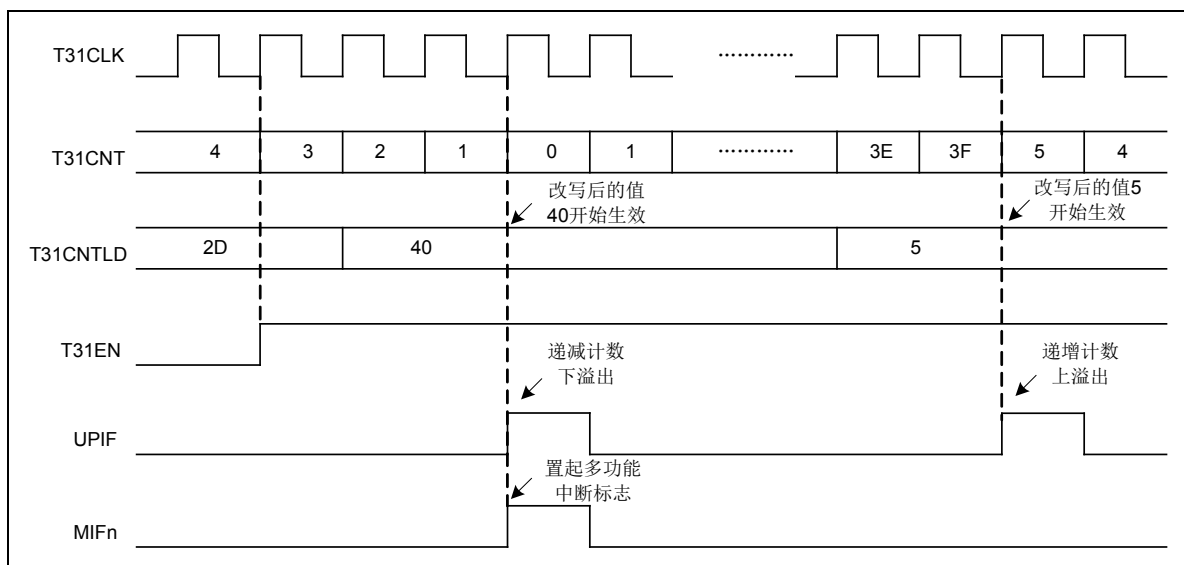 T31CLK
…………
T31CNT 4 3 2 1 0 1 ………… 3E 3F 5 4
改写后的值
40开始生效
改写后的值5
开始生效
T31CNTLD 2D 40 5
T31EN
递减计数
下溢出
递增计数
上溢出
UPIF
置起多功能
中断标志
MIFn